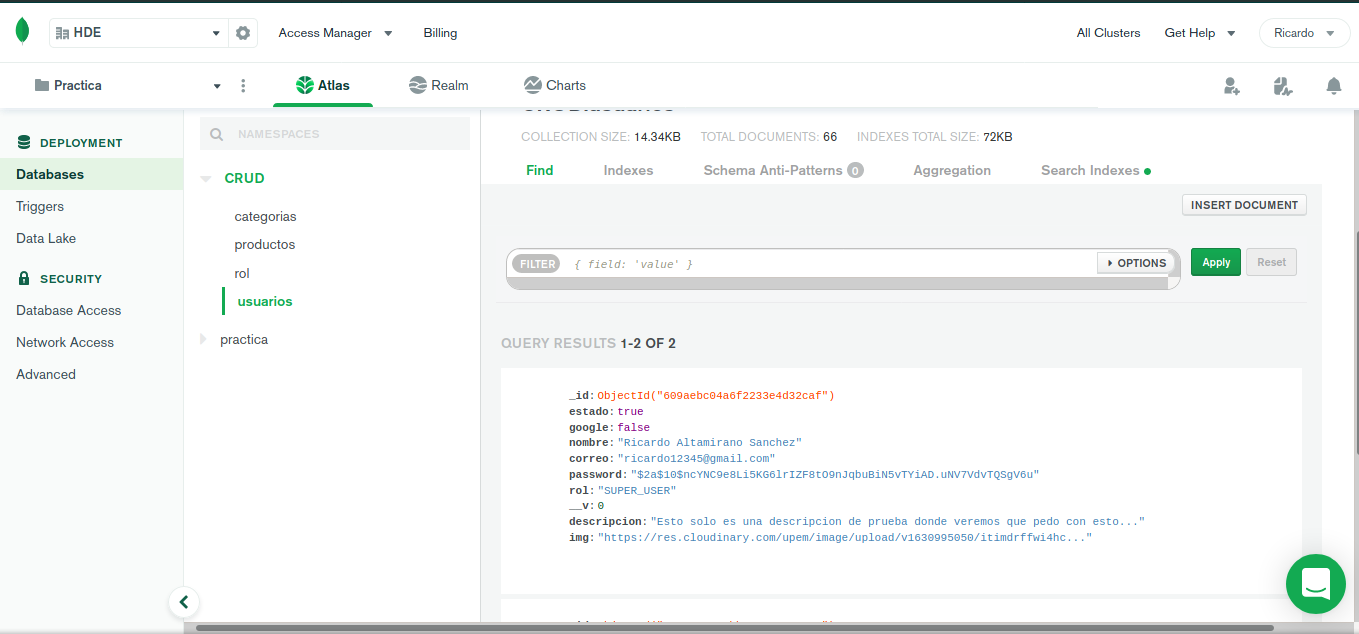 HDE
Access Manager
Billing
All Clusters
Get Help
Ricardo
Practica
Atlas
Realm
Charts
DEPLOYMENT
Databases
Triggers
Data Lake
SECURITY
Database Access
Network Access
Advanced
NAMESPACES
CRUD
categorias
productos
rol
usuarios
practica
COLLECTION SIZE: 14.34KB TOTAL DOCUMENTS: 66 INDEXES TOTAL SIZE: 72KB
Find
Indexes
Schema Anti-Patterns 0
Aggregation
Search Indexes
INSERT DOCUMENT
FILTER { field: 'value' }
OPTIONS
Apply
Reset
QUERY RESULTS 1-2 OF 2
_id: ObjectId("609aebc04a6f2233e4d32caf")
estado: true
google: false
nombre: "Ricardo Altamirano Sanchez"
correo: "ricardo12345@gmail.com"
password: "$2a$10$ncYNC9e8Li5KG6lrIZF8tO9nJqbuBiN5vTYiAD.uNV7VdvTQSgV6u"
rol: "SUPER_USER"
__v: 0
descripcion: "Esto solo es una descripcion de prueba donde veremos que pedo con esto..."
img: "https://res.cloudinary.com/upem/image/upload/v1630995050/itimdrffwi4hc..."